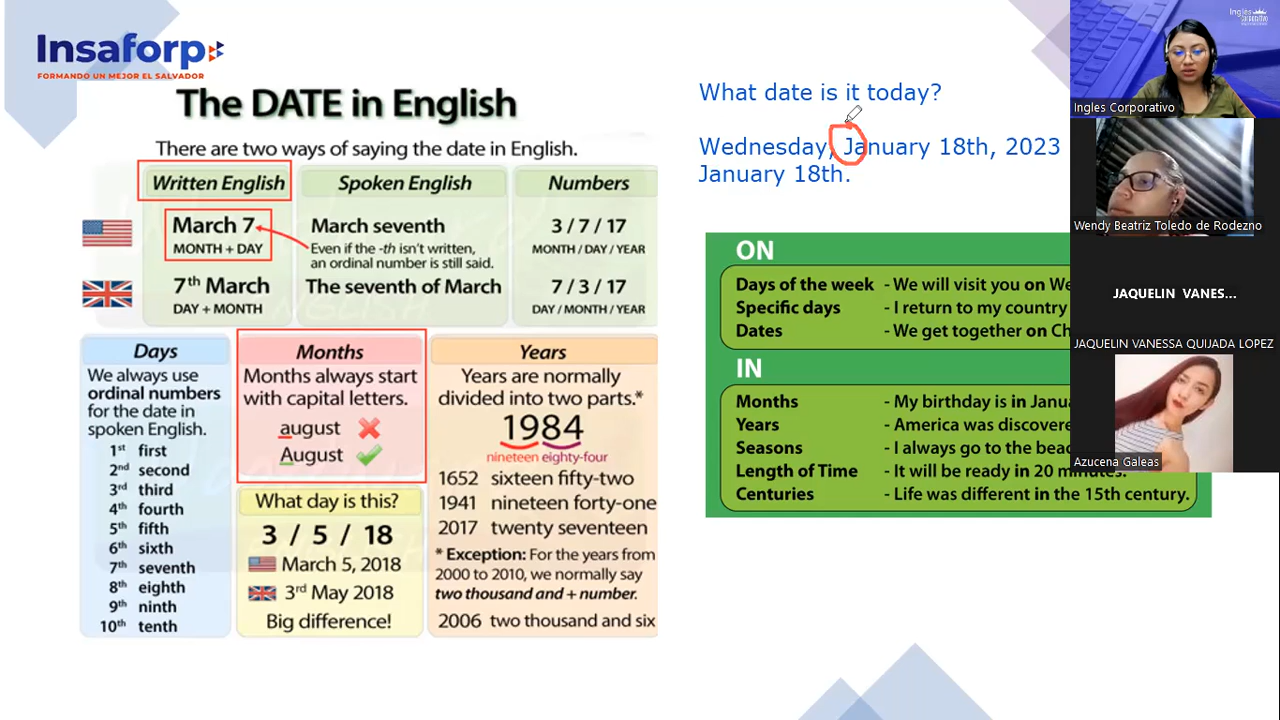 Insaforp
FORMANDO UN MEJOR EL SALVADOR
The DATE in English
There are two ways of saying the date in English.
Written English
Spoken English
Numbers
March 7
MONTH + DAY
March seventh
Even if the -th isn't written,
an ordinal number is still said.
3 / 7 / 17
MONTH / DAY / YEAR
7th March
DAY + MONTH
The seventh of March
7 / 3 / 17
DAY / MONTH / YEAR
Days
We always use
ordinal numbers
for the date in
spoken English.
1st first
2nd second
3rd third
4th fourth
5th fifth
6th sixth
7th seventh
8th eighth
9th ninth
10th tenth
Months
Months always start
with capital letters.
august
August
What day is this?
3 / 5 / 18
March 5, 2018
3rd May 2018
Big difference!
Years
Years are normally
divided into two parts.*
1984
nineteen eighty-four
1652 sixteen fifty-two
1941 nineteen forty-one
2017 twenty seventeen
* Exception: For the years from
2000 to 2010, we normally say
two thousand and + number.
2006 two thousand and six
What date is it today?
Wednesday, January 18th, 2023
January 18th.
ON
Days of the week - We will visit you on We
Specific days - I return to my country
Dates - We get together on Ch
IN
Months - My birthday is in Janu
Years - America was discovere
Seasons - I always go to the bea
Length of Time - It will be ready in 20 minutes.
Centuries - Life was different in the 15th century.
Ingles Corporativo
Ingles Corporativo
Wendy Beatriz Toledo de Rodezno
JAQUELIN VANES...
JAQUELIN VANESSA QUIJADA LOPEZ
Azucena Galeas